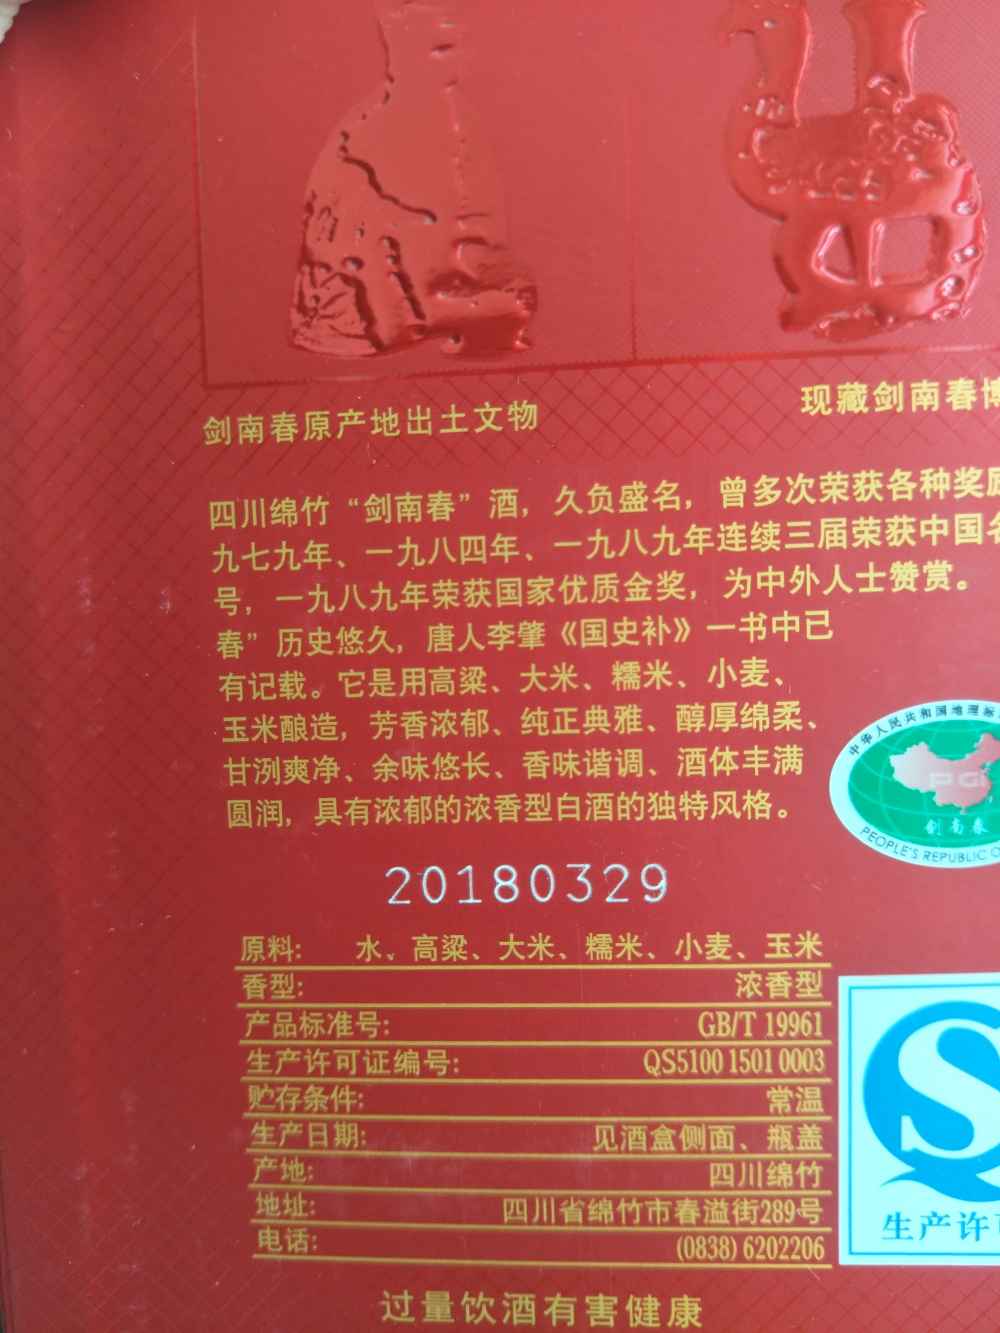 剑南春原产地出土文物
现藏剑南春博
四川绵竹“剑南春”酒，久负盛名，曾多次荣获各种奖
九七九年、一九八四年、一九八九年连续三届荣获中国名
号，一九八九年荣获国家优质金奖，为中外人士赞赏。
春”历史悠久，唐人李肇《国史补》一书中已
有记载。它是用高粱、大米、糯米、小麦、
玉米酿造，芳香浓郁、纯正典雅、醇厚绵柔、
甘洌爽净、余味悠长、香味谐调、酒体丰满
圆润，具有浓郁的浓香型白酒的独特风格。
中华人民共和国地理标
PGI
剑南春
PEOPLE'S REPUBLIC O
20180329
原料: 水、高粱、大米、糯米、小麦、玉米
香型: 浓香型
产品标准号: GB/T 19961
生产许可证编号: QS5100 1501 0003
贮存条件: 常温
生产日期: 见酒盒侧面、瓶盖
产地: 四川绵竹
地址: 四川省绵竹市春溢街289号
电话: (0838) 6202206
生产许
过量饮酒有害健康